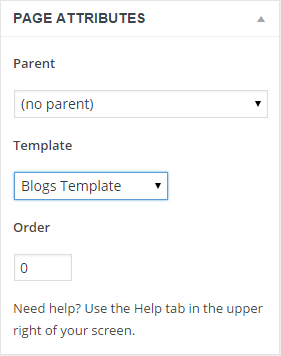 PAGE ATTRIBUTES
Parent
(no parent)
Template
Blogs Template
Order
0
Need help? Use the Help tab in the upper
right of your screen.